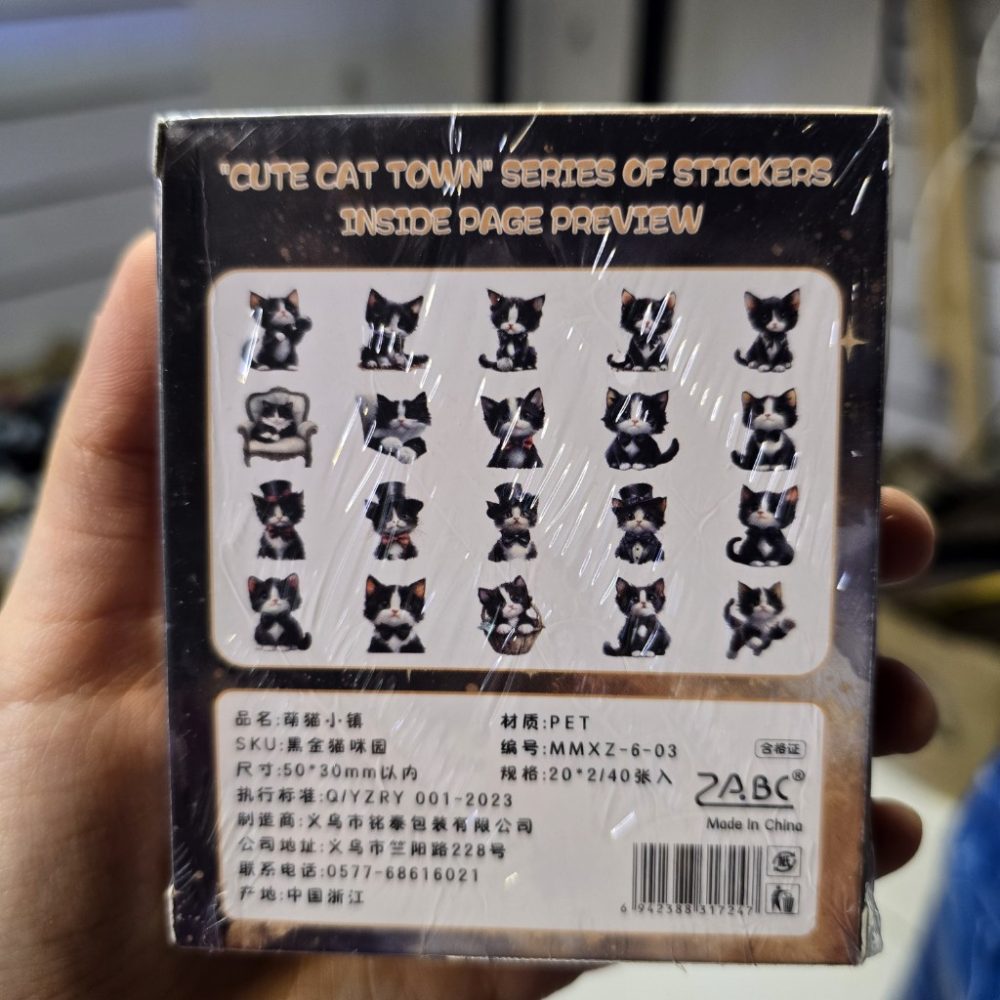 "CUTE CAT TOWN" SERIES OF STICKERS
INSIDE PAGE PREVIEW
品名:萌猫小镇
SKU:黑金猫咪园
尺寸:50*30mm以内
执行标准:Q/YZRY 001-2023
制造商:义乌市铭泰包装有限公司
公司地址:义乌市兰阳路228号
联系电话:0577-68616021
产地:中国浙江
材质:PET
编号:MMXZ-6-03
规格:20*2/40张入
合格证
ZABC®
Made In China
6 942388 317247
纸